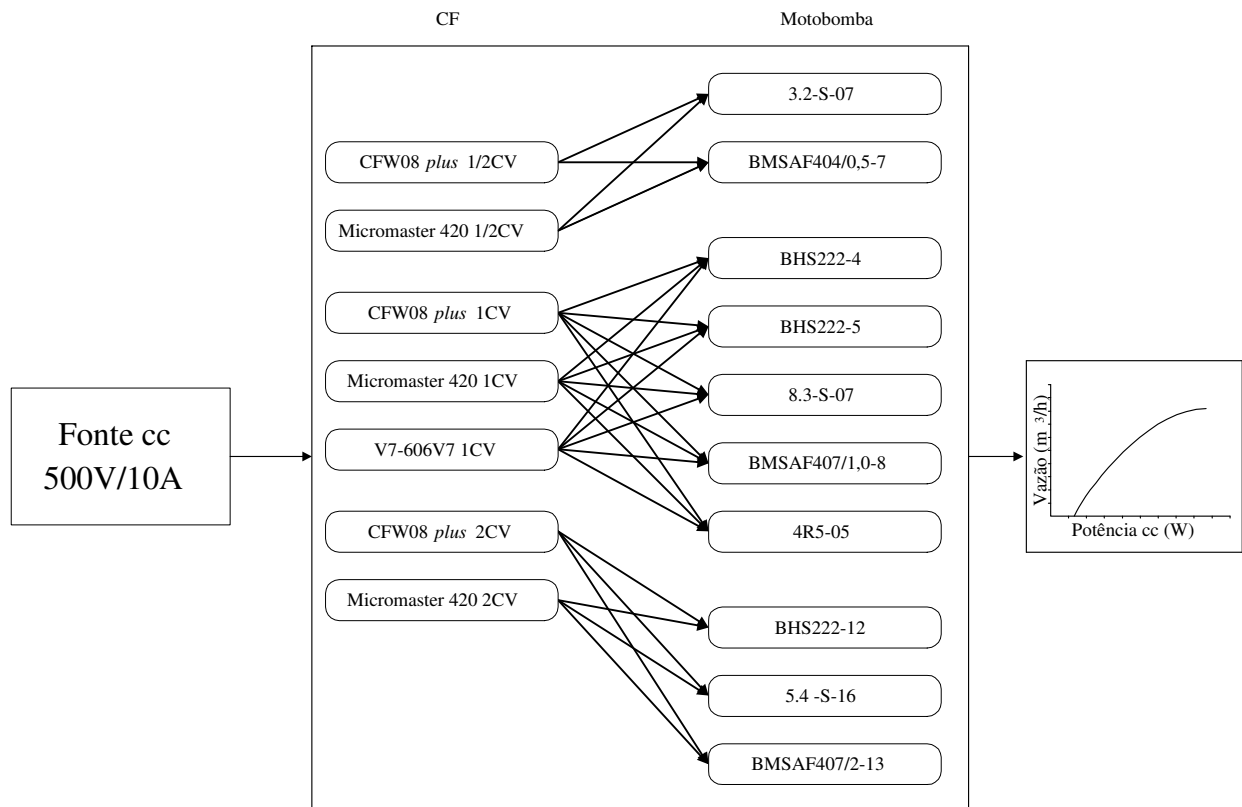 CF
Motobomba
3.2-S-07
CFW08 plus 1/2CV
BMSAF404/0,5-7
Micromaster 420 1/2CV
BHS222-4
CFW08 plus 1CV
BHS222-5
Micromaster 420 1CV
8.3-S-07
V7-606V7 1CV
BMSAF407/1,0-8
CFW08 plus 2CV
4R5-05
Micromaster 420 2CV
BHS222-12
5.4 -S-16
BMSAF407/2-13
Fonte cc
500V/10A
Vazão (m 3/h)
Potência cc (W)